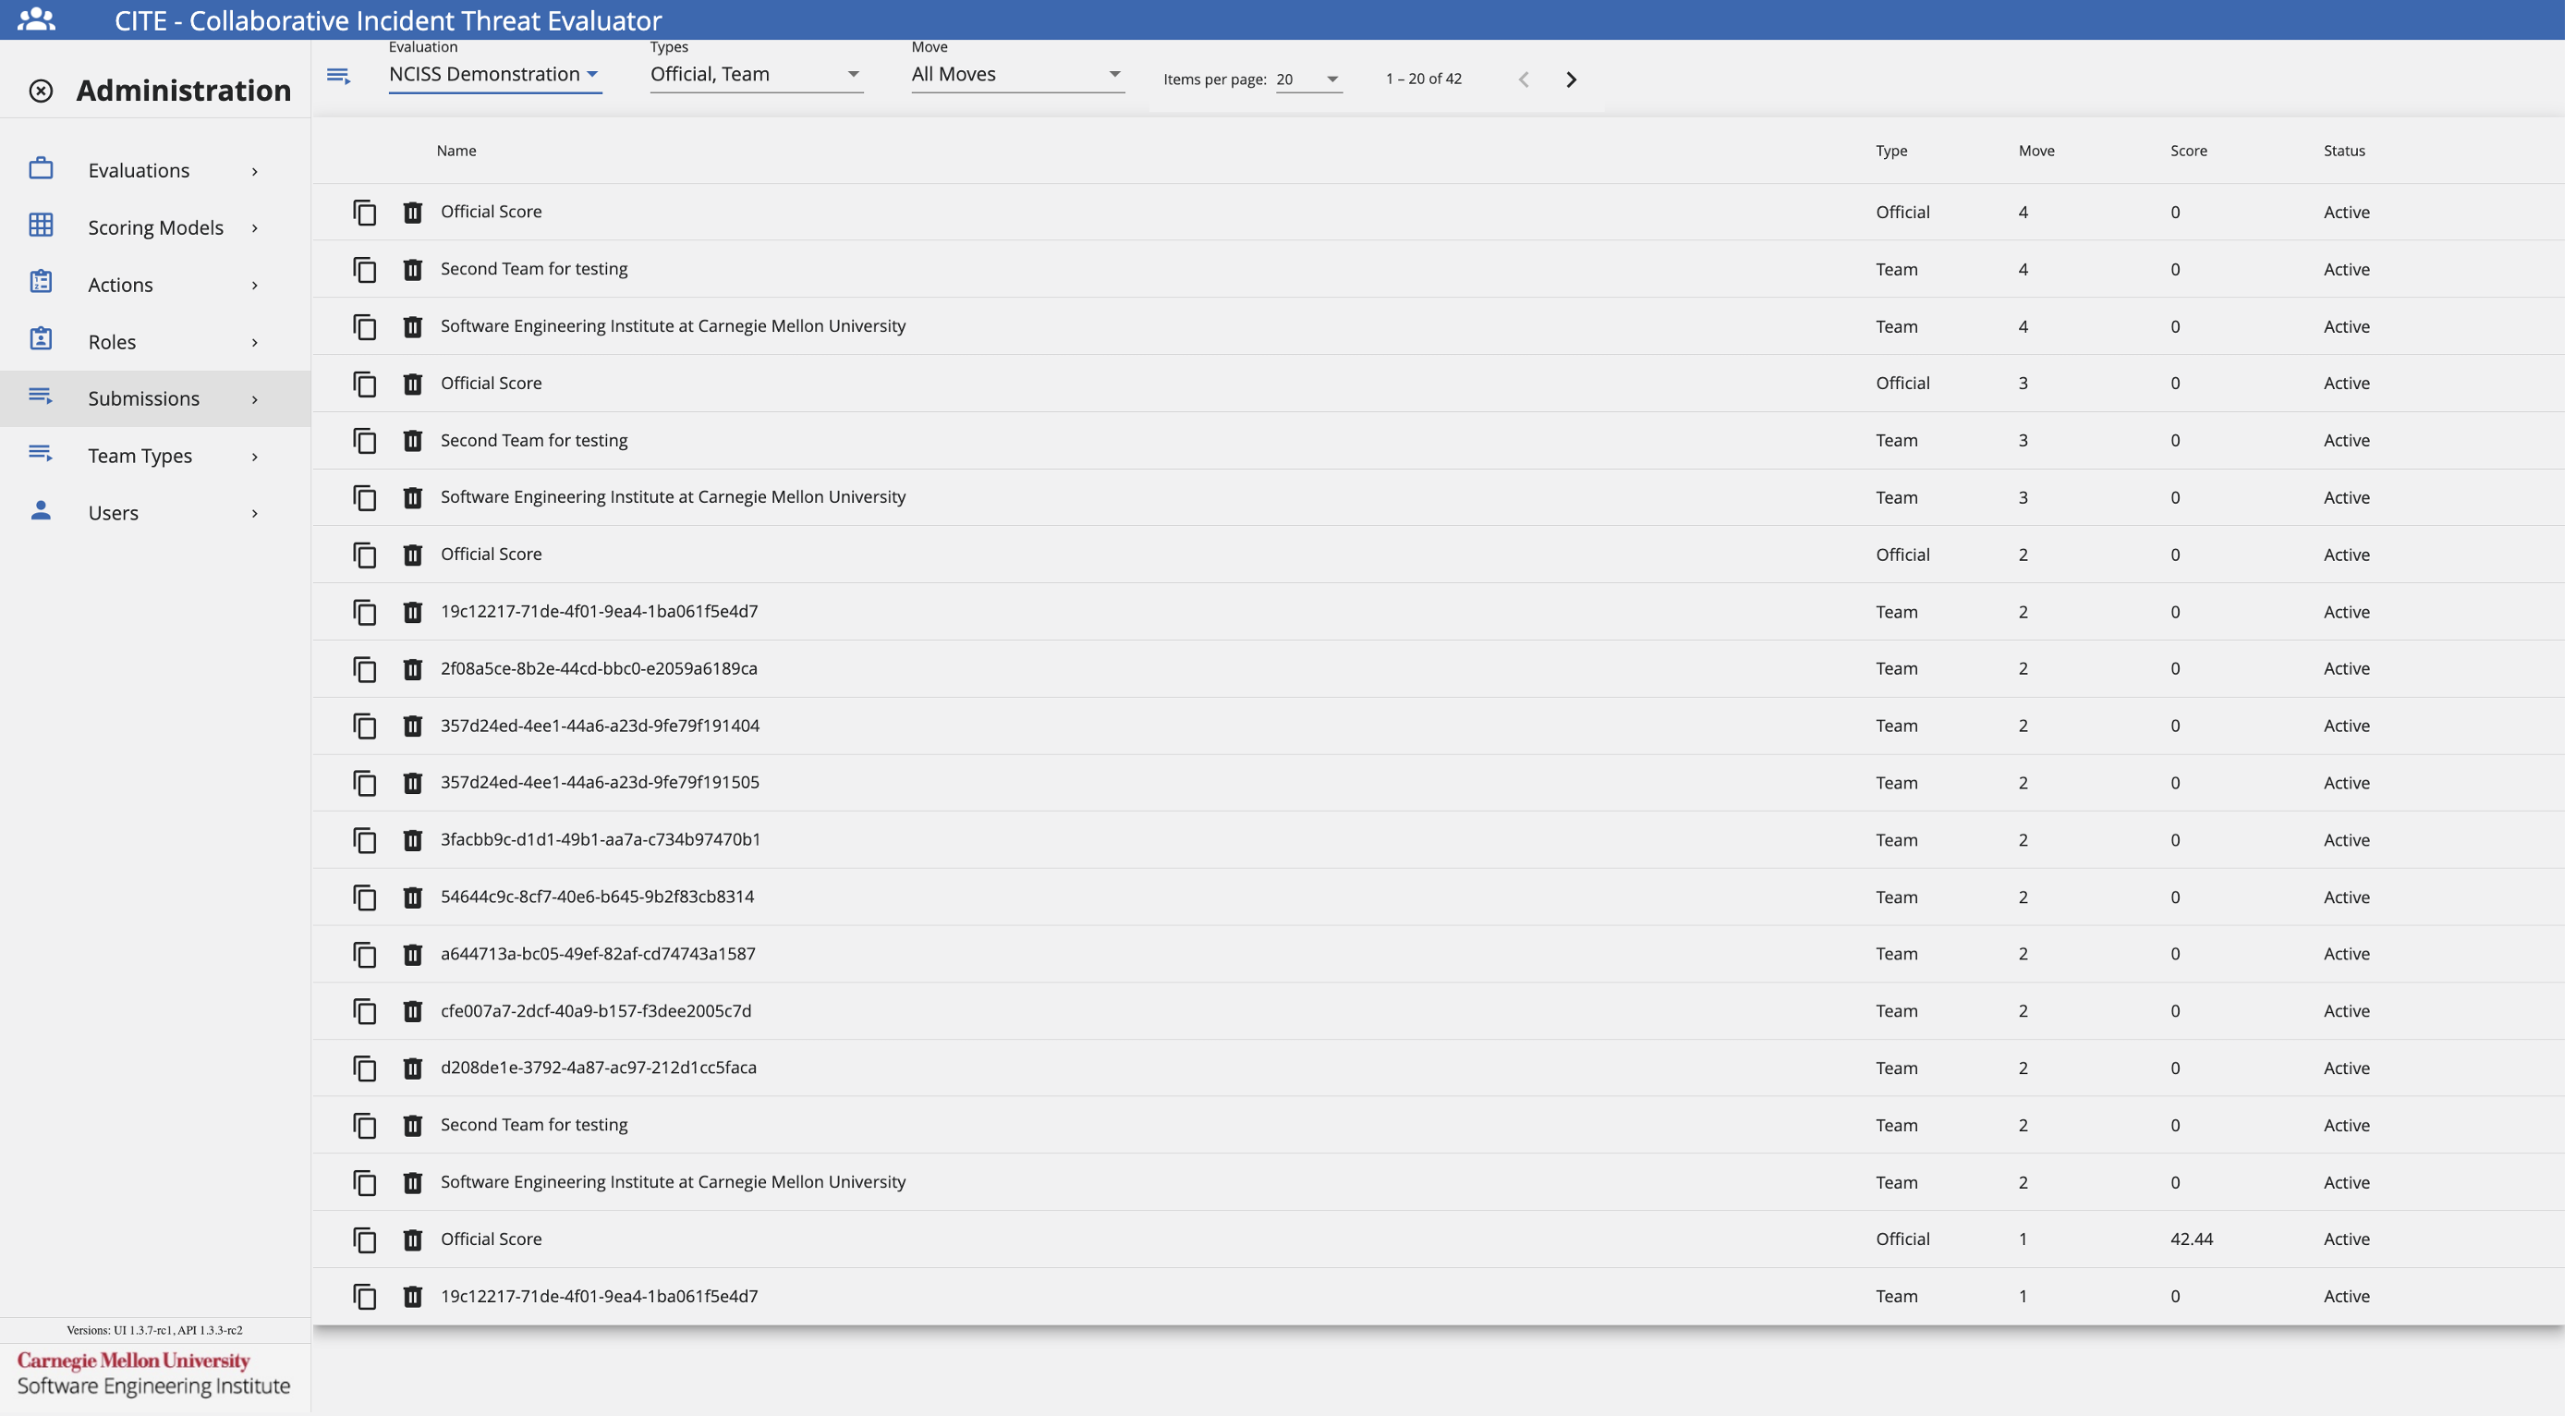 CITE - Collaborative Incident Threat Evaluator
Administration
Evaluations
Scoring Models
Actions
Roles
Submissions
Team Types
Users
Versions: UI 1.3.7-rc1, API 1.3.3-rc2
Carnegie Mellon University
Software Engineering Institute
Evaluation Types Move
NCISS Demonstration Official, Team All Moves Items per page: 20 1 – 20 of 42
Name Type Move Score Status
Official Score Official 4 0 Active
Second Team for testing Team 4 0 Active
Software Engineering Institute at Carnegie Mellon University Team 4 0 Active
Official Score Official 3 0 Active
Second Team for testing Team 3 0 Active
Software Engineering Institute at Carnegie Mellon University Team 3 0 Active
Official Score Official 2 0 Active
19c12217-71de-4f01-9ea4-1ba061f5e4d7 Team 2 0 Active
2f08a5ce-8b2e-44cd-bbc0-e2059a6189ca Team 2 0 Active
357d24ed-4ee1-44a6-a23d-9fe79f191404 Team 2 0 Active
357d24ed-4ee1-44a6-a23d-9fe79f191505 Team 2 0 Active
3facbb9c-d1d1-49b1-aa7a-c734b97470b1 Team 2 0 Active
54644c9c-8cf7-40e6-b645-9b2f83cb8314 Team 2 0 Active
a644713a-bc05-49ef-82af-cd74743a1587 Team 2 0 Active
cfe007a7-2dcf-40a9-b157-f3dee2005c7d Team 2 0 Active
d208de1e-3792-4a87-ac97-212d1cc5faca Team 2 0 Active
Second Team for testing Team 2 0 Active
Software Engineering Institute at Carnegie Mellon University Team 2 0 Active
Official Score Official 1 42.44 Active
19c12217-71de-4f01-9ea4-1ba061f5e4d7 Team 1 0 Active